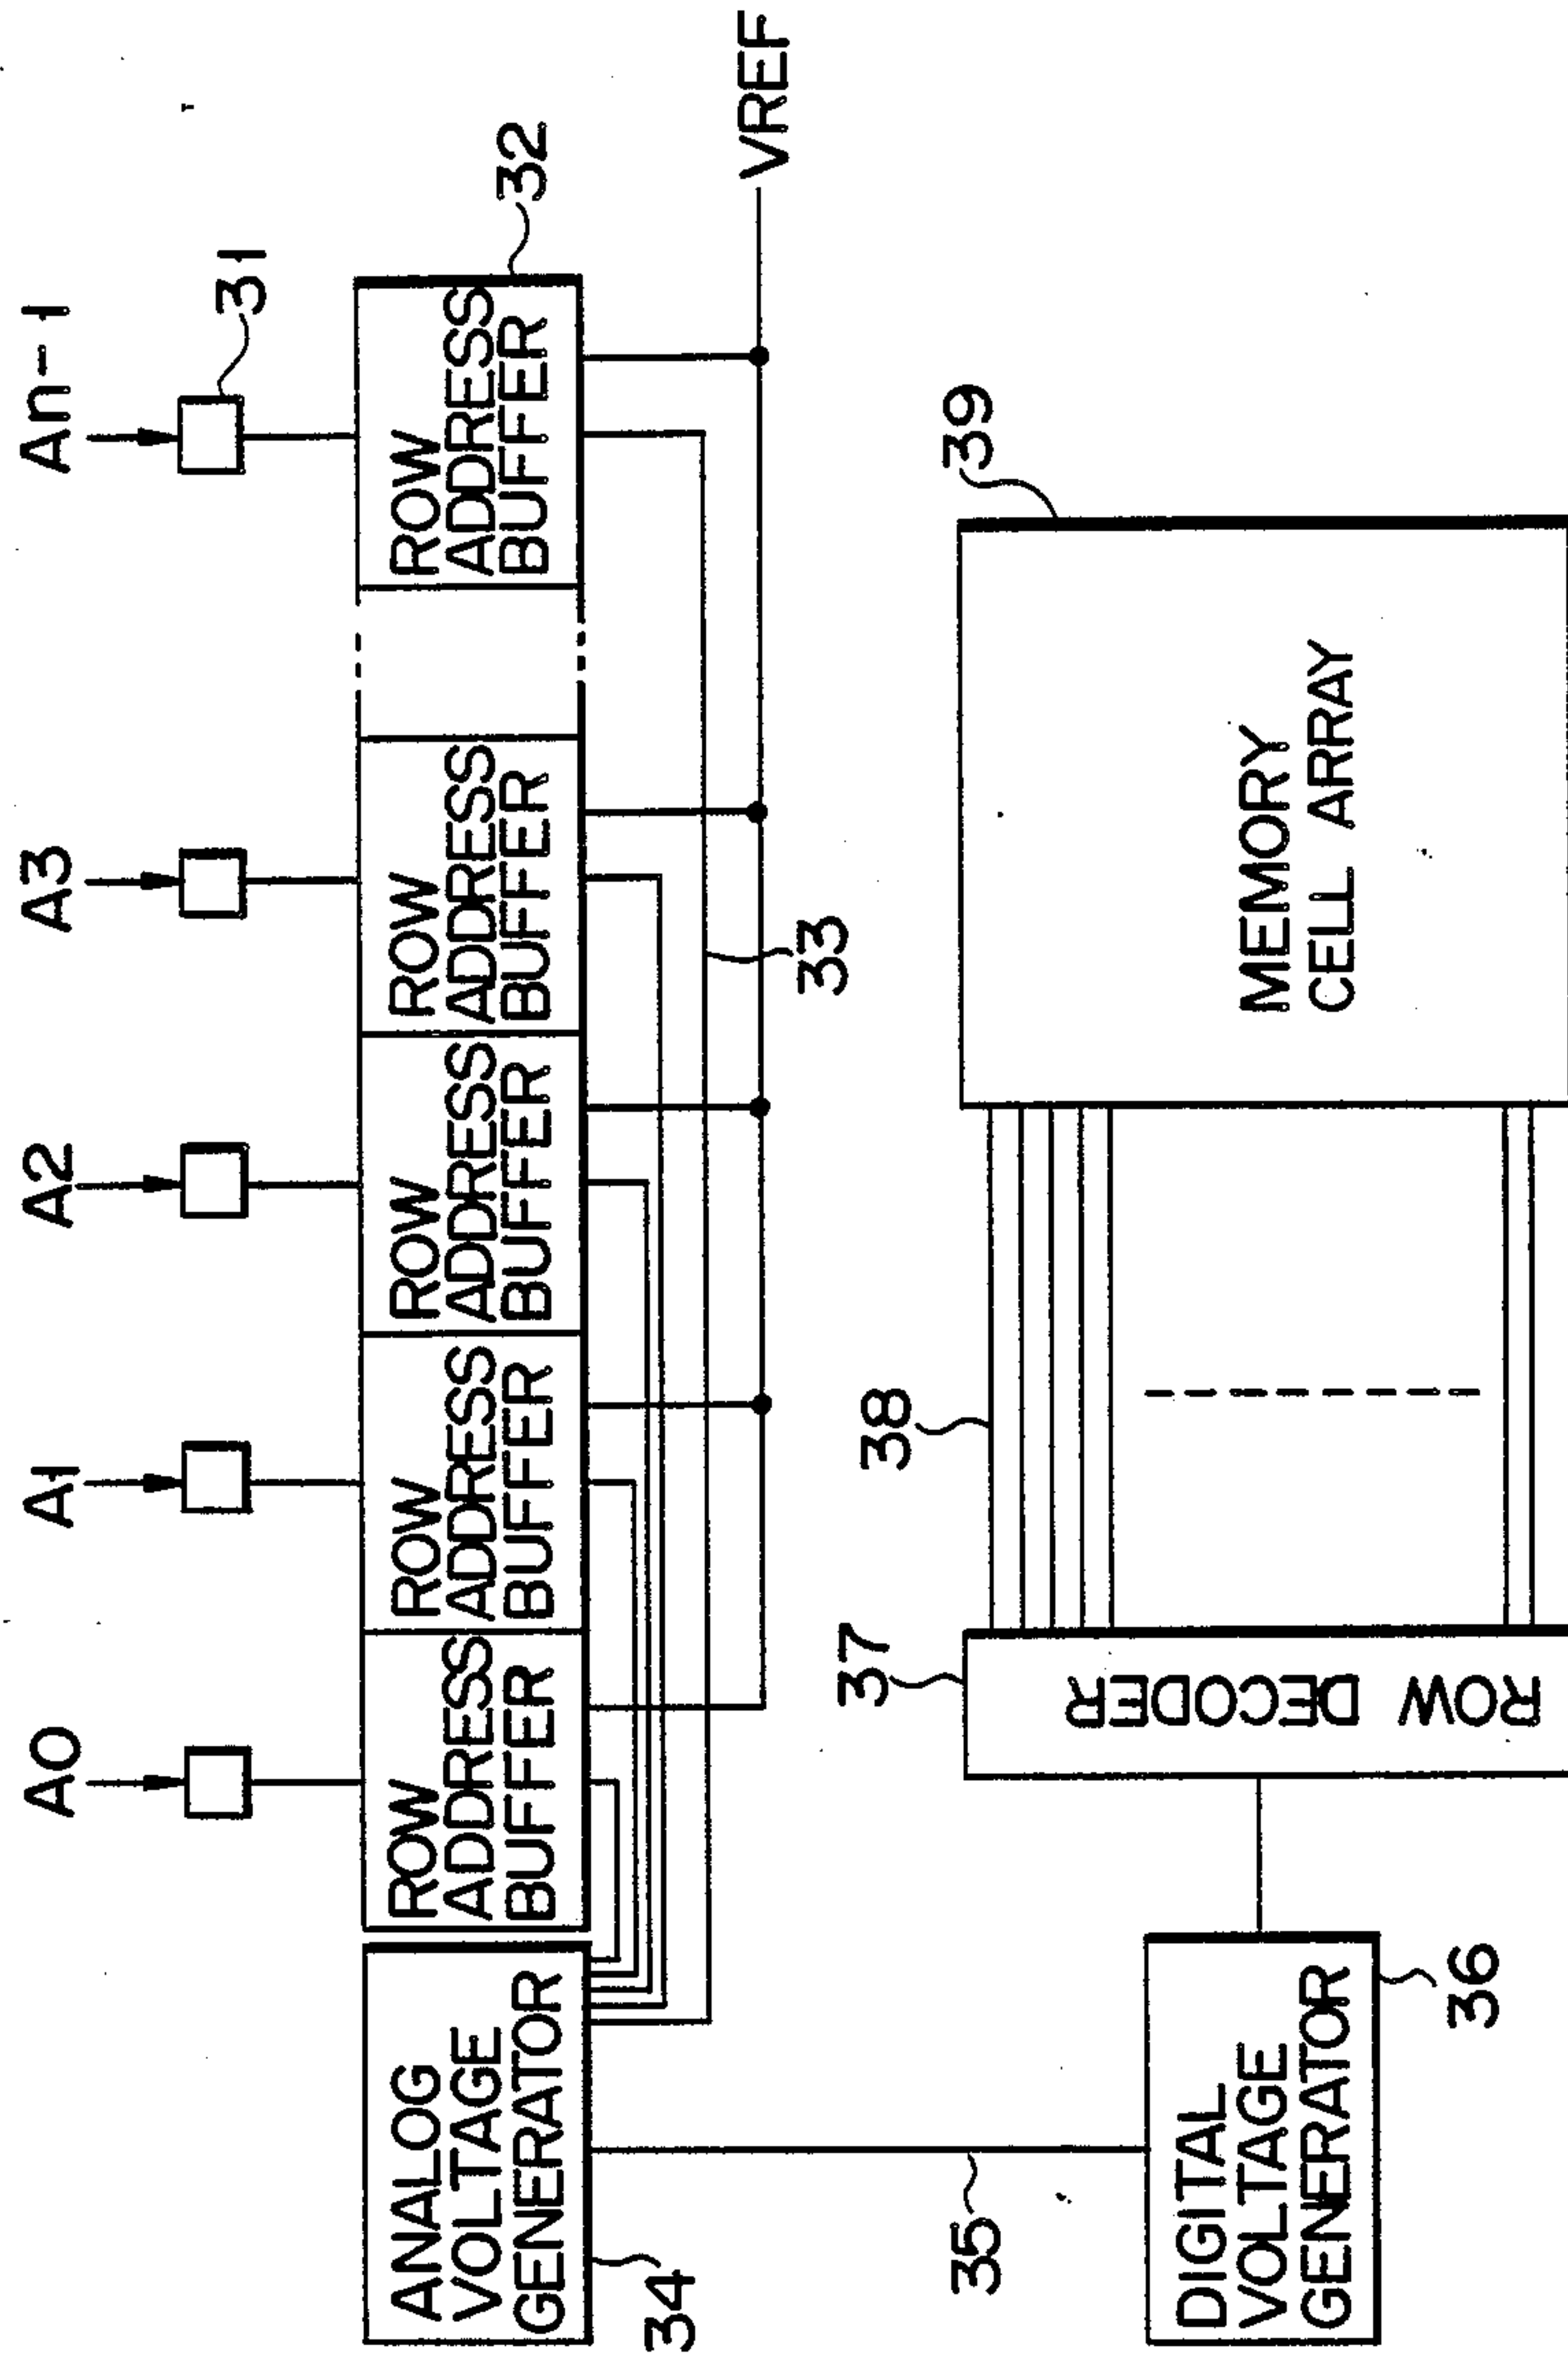 A0
A1
A2
A3
An-1
31
ROW
ADDRESS
BUFFER
ROW
ADDRESS
BUFFER
ROW
ADDRESS
BUFFER
ROW
ADDRESS
BUFFER
ROW
ADDRESS
BUFFER
32
ANALOG
VOLTAGE
GENERATOR
34
33
VREF
35
DIGITAL
VOLTAGE
GENERATOR
36
37
ROW DECODER
38
39
MEMORY
CELL ARRAY